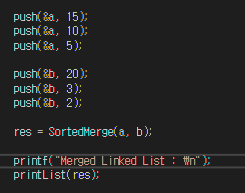 push(&a, 15);
push(&a, 10);
push(&a, 5);
push(&b, 20);
push(&b, 3);
push(&b, 2);
res = SortedMerge(a, b);
printf("Merged Linked List : ₩n");
printList(res);